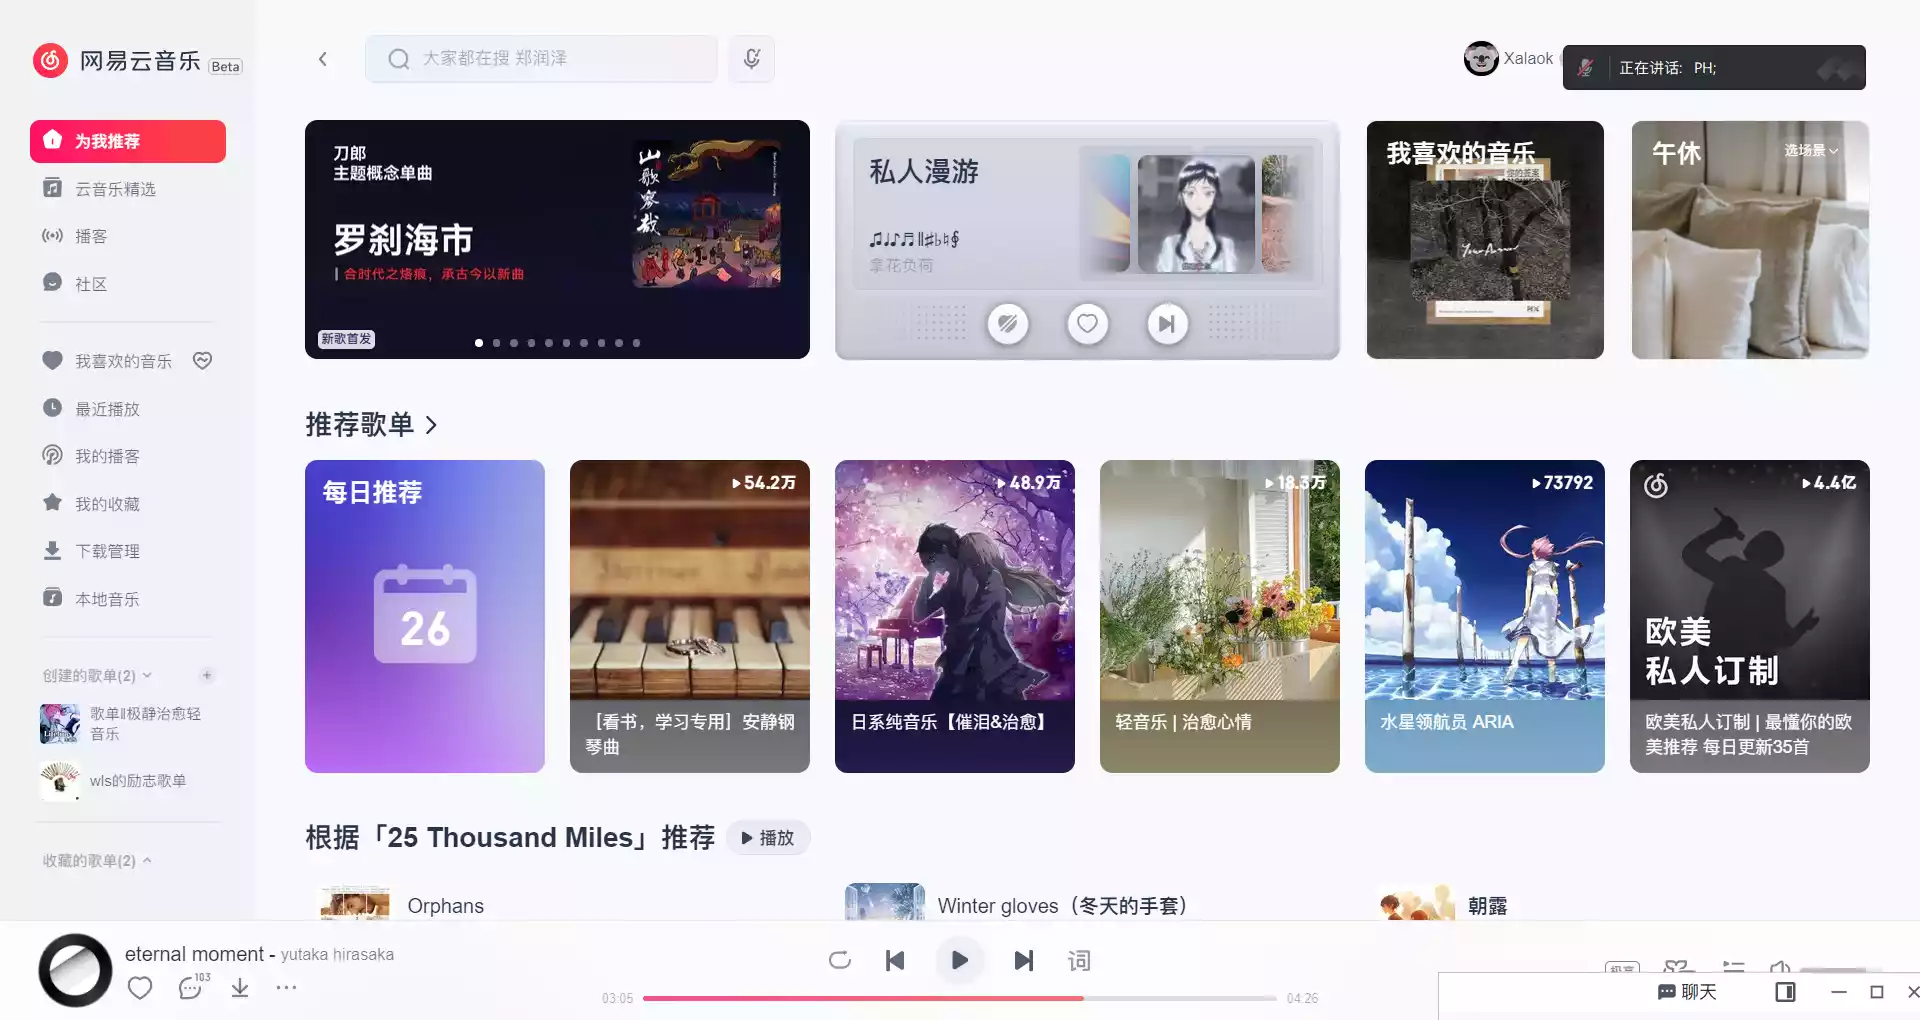 网易云音乐 Beta
大家都在搜 郑润泽
Xalaok
正在讲话: PH;
为我推荐
云音乐精选
播客
社区
我喜欢的音乐
最近播放
我的播客
我的收藏
下载管理
本地音乐
创建的歌单(2)
+
歌单‖极静治愈轻
音乐
wls的励志歌单
收藏的歌单(2)
刀郎
主题概念单曲
罗刹海市
| 合时代之烙痕，承古今以新曲
山歌寥哉
新歌首发
私人漫游
♫♩♪♬‖♯♭♮∮
拿花负荷
我喜欢的音乐
午休
选场景
推荐歌单
每日推荐
26
54.2万
［看书，学习专用］安静钢
琴曲
48.9万
日系纯音乐【催泪&治愈】
18.3万
轻音乐 | 治愈心情
73792
水星领航员 ARIA
4.4亿
欧美
私人订制
欧美私人订制 | 最懂你的欧
美推荐 每日更新35首
根据「25 Thousand Miles」推荐
播放
Orphans
Winter gloves（冬天的手套）
朝露
eternal moment - yutaka hirasaka
103
词
03:05
04:26
极高
聊天